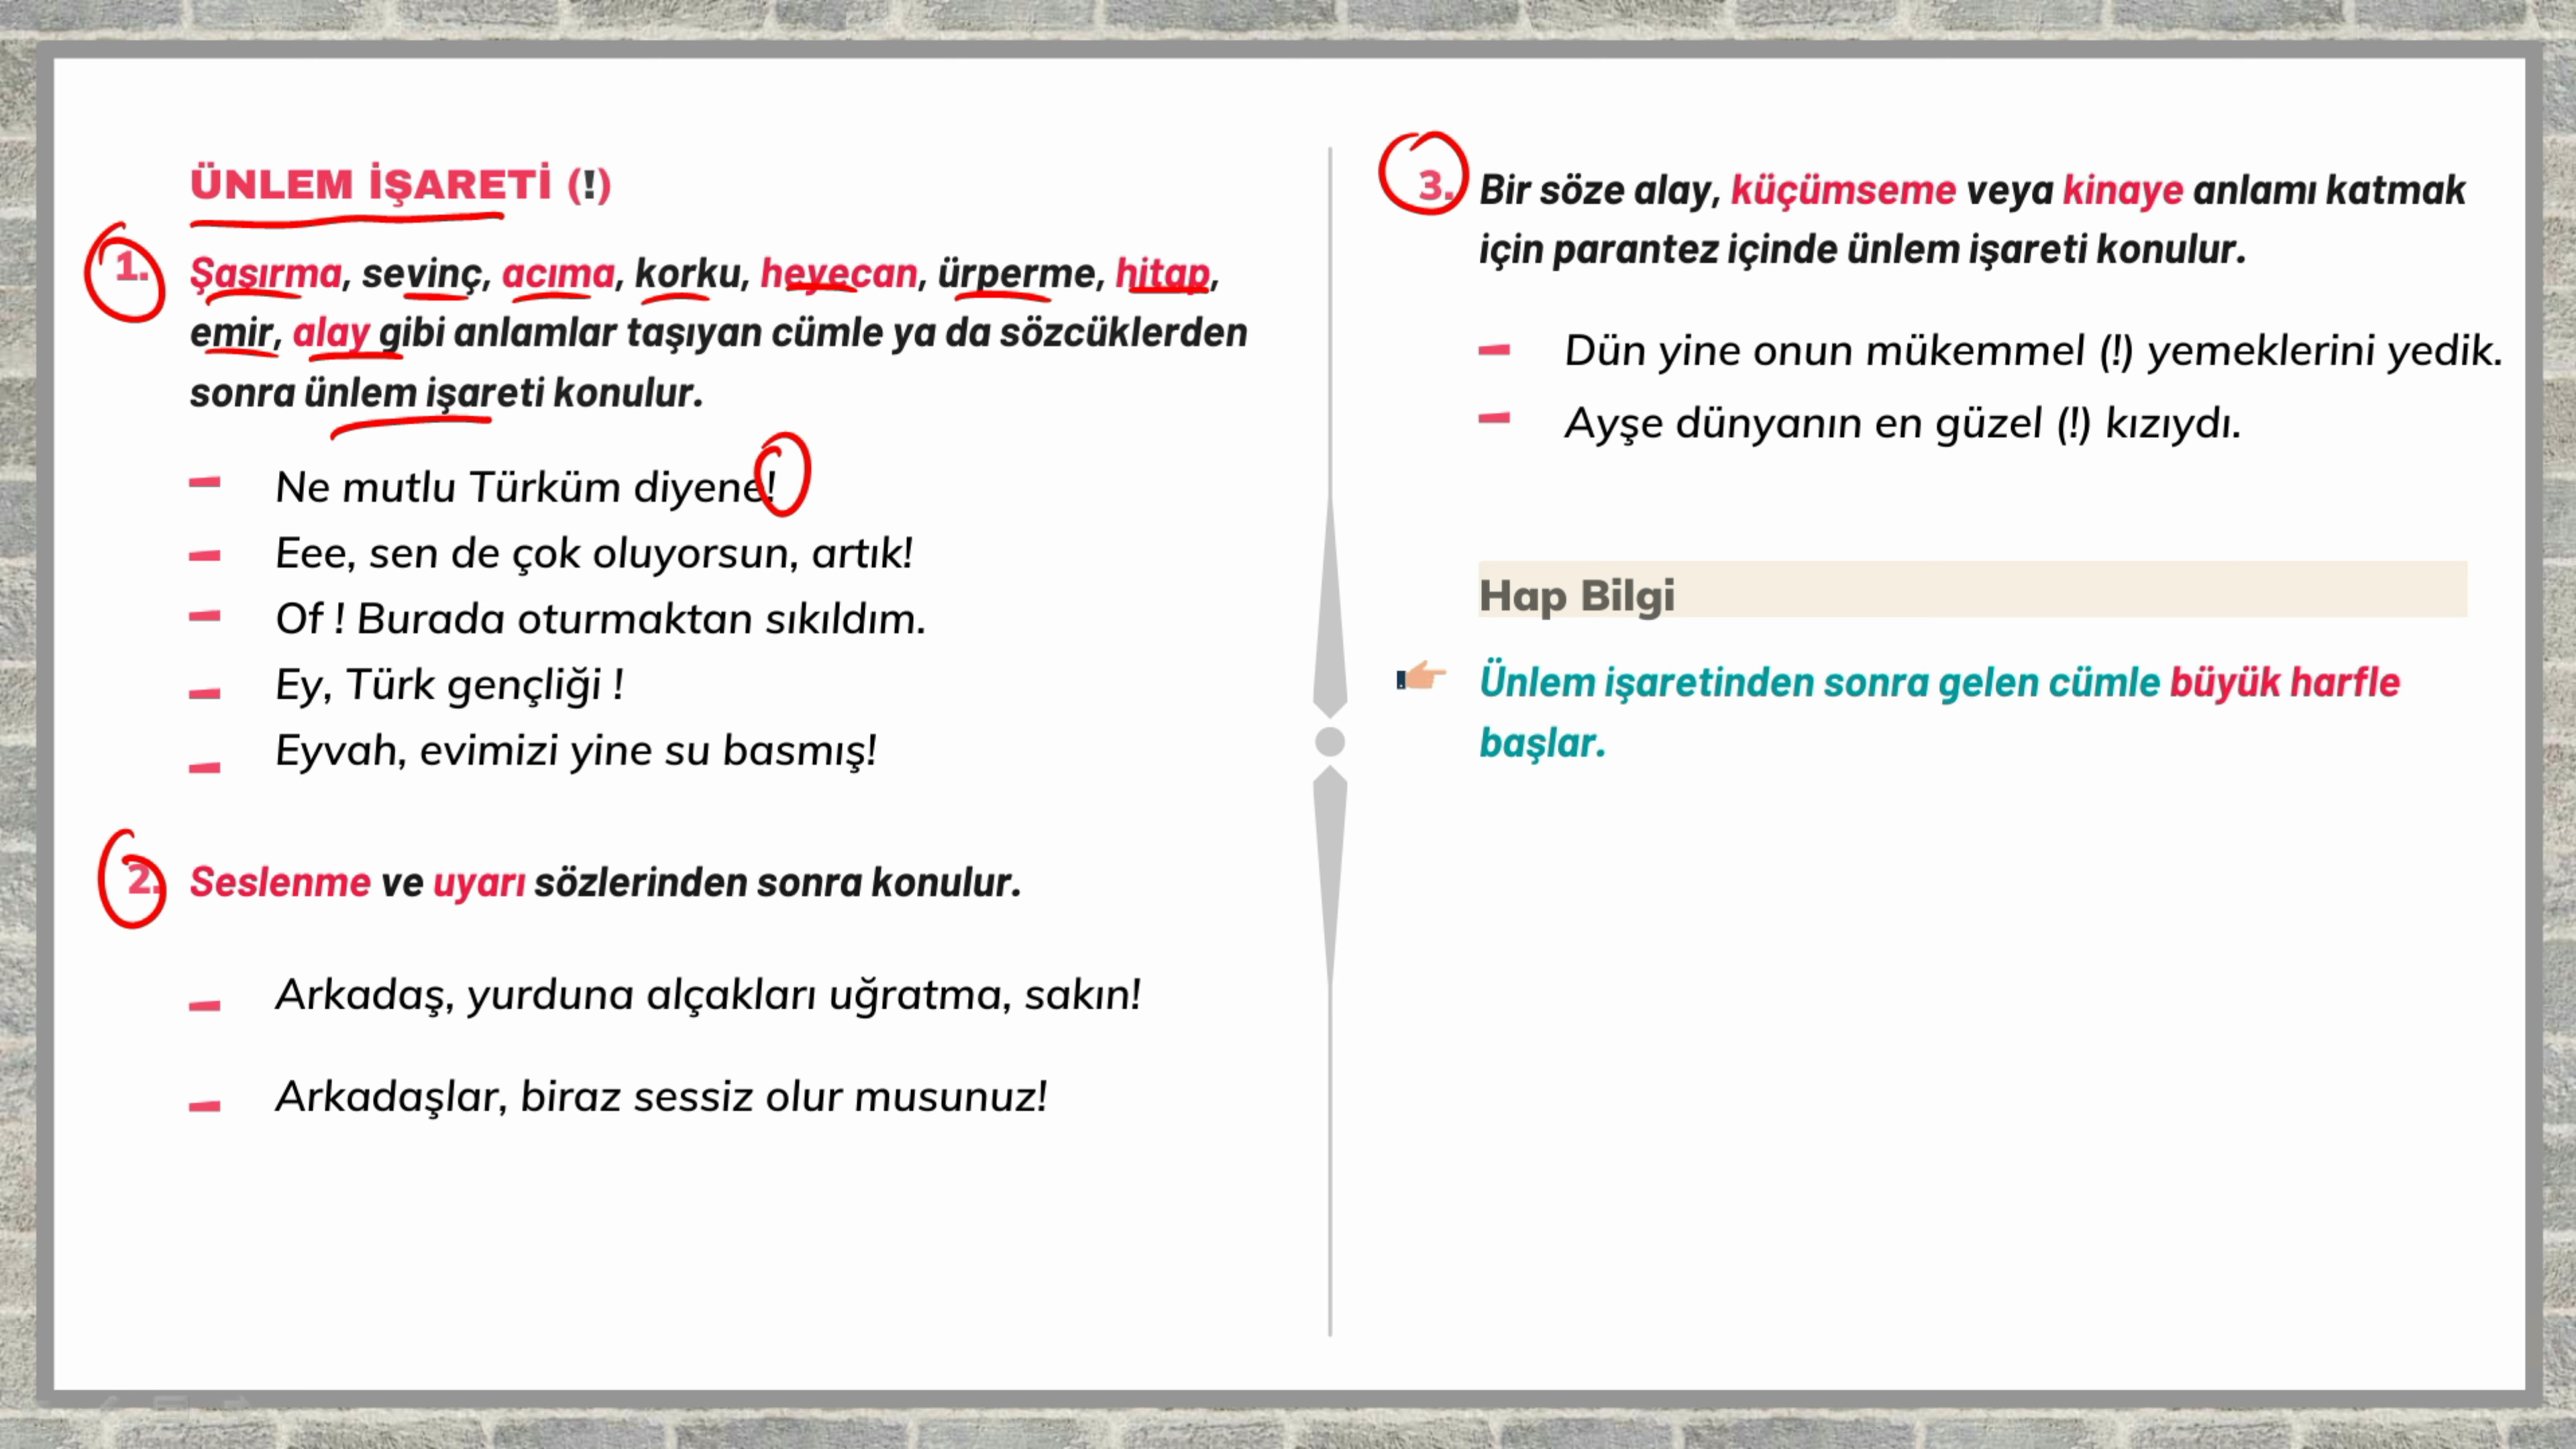 ÜNLEM İŞARETİ (!)
1. Şaşırma, sevinç, acıma, korku, heyecan, ürperme, hitap,
emir, alay gibi anlamlar taşıyan cümle ya da sözcüklerden
sonra ünlem işareti konulur.
Ne mutlu Türküm diyene!
Eee, sen de çok oluyorsun, artık!
Of ! Burada oturmaktan sıkıldım.
Ey, Türk gençliği !
Eyvah, evimizi yine su basmış!
2. Seslenme ve uyarı sözlerinden sonra konulur.
Arkadaş, yurduna alçakları uğratma, sakın!
Arkadaşlar, biraz sessiz olur musunuz!
3. Bir söze alay, küçümseme veya kinaye anlamı katmak
için parantez içinde ünlem işareti konulur.
Dün yine onun mükemmel (!) yemeklerini yedik.
Ayşe dünyanın en güzel (!) kızıydı.
Hap Bilgi
Ünlem işaretinden sonra gelen cümle büyük harfle
başlar.